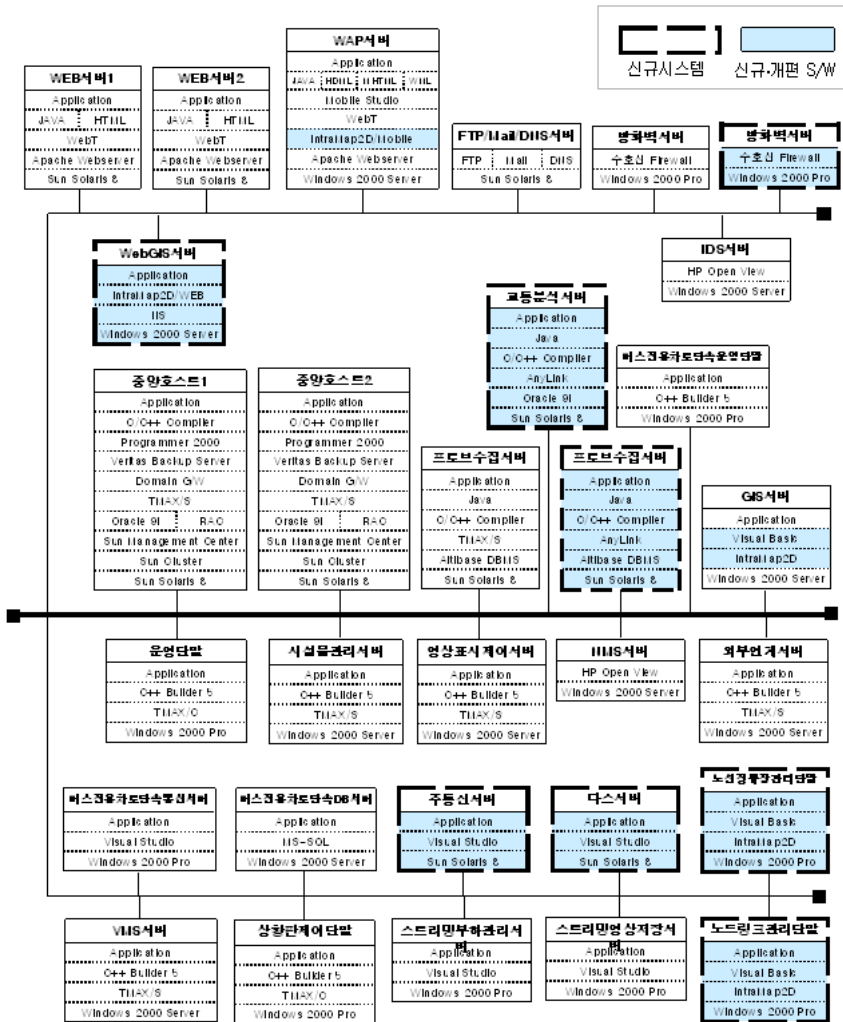 신규시스템
신규·개편 S/W
WEB서버1
Application
JAVA HTML
WebT
Apache Webserver
Sun Solaris 8
WEB서버2
Application
JAVA HTML
WebT
Apache Webserver
Sun Solaris 8
WAP서버
Application
JAVA HDML MHTML WML
Mobile Studio
WebT
IntraMap2D/Mobile
Apache Webserver
Windows 2000 Server
FTP/Mail/DNS서버
FTP Mail DNS
Sun Solaris 8
방화벽서버
수호신 Firewall
Windows 2000 Pro
방화벽서버
수호신 Firewall
Windows 2000 Pro
WebGIS서버
Application
IntraMap2D/WEB
IIS
Windows 2000 Server
IDS서버
HP Open View
Windows 2000 Server
교통분석서버
Application
Java
C/C++ Compiler
AnyLink
Oracle 9i
Sun Solaris 8
버스전용차로단속운영단말
Application
C++ Builder 5
Windows 2000 Pro
중앙호스트1
Application
C/C++ Compiler
Programmer 2000
Veritas Backup Server
Domain G/W
TMAX/S
Oracle 9i RAC
Sun Management Center
Sun Cluster
Sun Solaris 8
중앙호스트2
Application
C/C++ Compiler
Programmer 2000
Veritas Backup Server
Domain G/W
TMAX/S
Oracle 9i RAC
Sun Management Center
Sun Cluster
Sun Solaris 8
프로브수집서버
Application
Java
C/C++ Compiler
TMAX/S
Altibase DBMS
Sun Solaris 8
프로브수집서버
Application
Java
C/C++ Compiler
AnyLink
Altibase DBMS
Sun Solaris 8
GIS서버
Application
Visual Basic
IntraMap2D
Windows 2000 Server
운영단말
Application
C++ Builder 5
TMAX/C
Windows 2000 Pro
시설물관리서버
Application
C++ Builder 5
TMAX/S
Windows 2000 Server
영상표시제어서버
Application
C++ Builder 5
TMAX/S
Windows 2000 Server
NMS서버
HP Open View
Windows 2000 Server
외부연계서버
Application
C++ Builder 5
TMAX/S
Windows 2000 Server
버스전용차로단속통신서버
Application
Visual Studio
Windows 2000 Pro
버스전용차로단속DB서버
Application
MS-SQL
Windows 2000 Server
주통신서버
Application
Visual Studio
Sun Solaris 8
다스서버
Application
Visual Studio
Sun Solaris 8
노선정류장관리단말
Application
Visual Basic
IntraMap2D
Windows 2000 Pro
VMS서버
Application
C++ Builder 5
TMAX/S
Windows 2000 Server
상황판제어단말
Application
C++ Builder 5
TMAX/C
Windows 2000 Pro
스트리밍부하관리서
버
Application
Visual Studio
Windows 2000 Pro
스트리밍영상저장서
버
Application
Visual Studio
Windows 2000 Pro
노드링크관리단말
Application
Visual Basic
IntraMap2D
Windows 2000 Pro